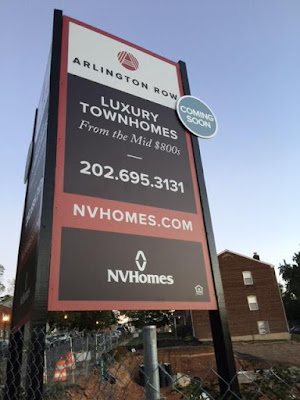 ARLINGTON ROW
COMING
SOON
LUXURY
TOWNHOMES
From the Mid $800s
202.695.3131
NVHOMES.COM
NVHomes